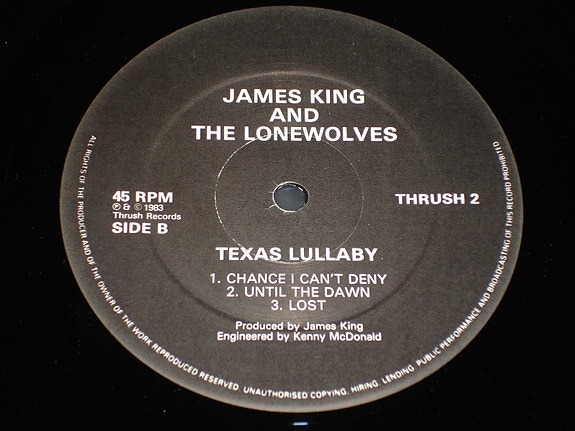 JAMES KING
AND
THE LONEWOLVES
45 RPM
℗ & © 1983
Thrush Records
SIDE B
THRUSH 2
TEXAS LULLABY
1. CHANCE I CAN'T DENY
2. UNTIL THE DAWN
3. LOST
Produced by James King
Engineered by Kenny McDonald
ALL RIGHTS OF THE PRODUCER AND OF THE OWNER OF THE WORK REPRODUCED RESERVED. UNAUTHORISED COPYING, HIRING, LENDING, PUBLIC PERFORMANCE AND BROADCASTING OF THIS RECORD PROHIBITED